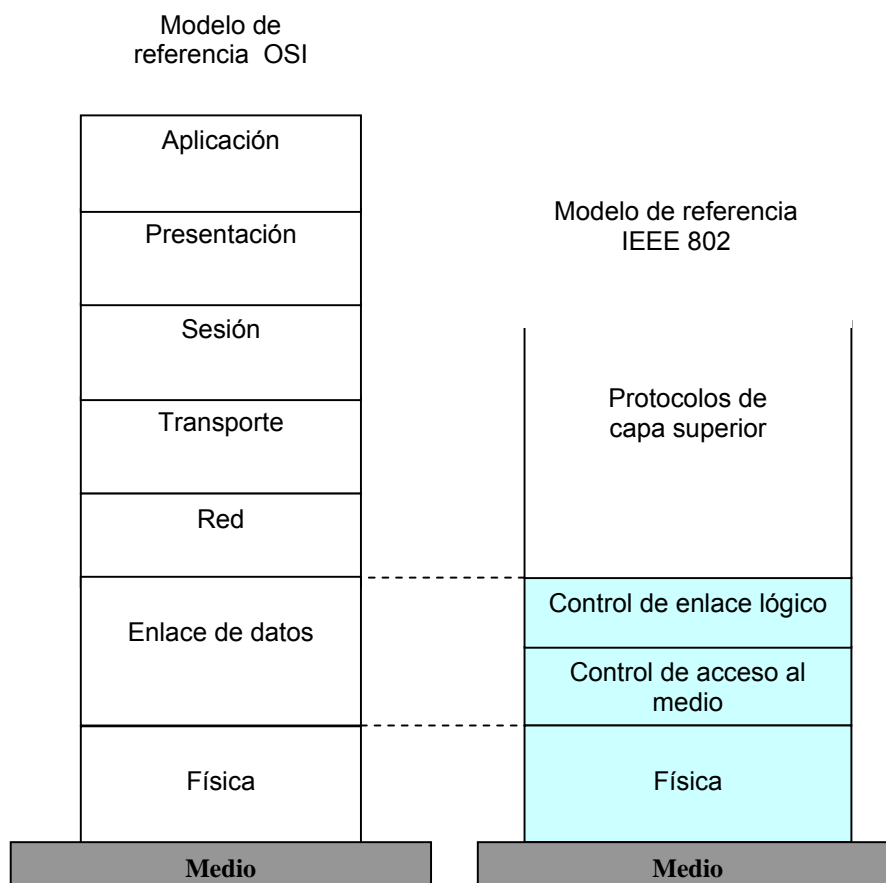 Modelo de
referencia OSI
Aplicación
Presentación
Sesión
Transporte
Red
Enlace de datos
Física
Medio
Modelo de referencia
IEEE 802
Protocolos de
capa superior
Control de enlace lógico
Control de acceso al
medio
Física
Medio